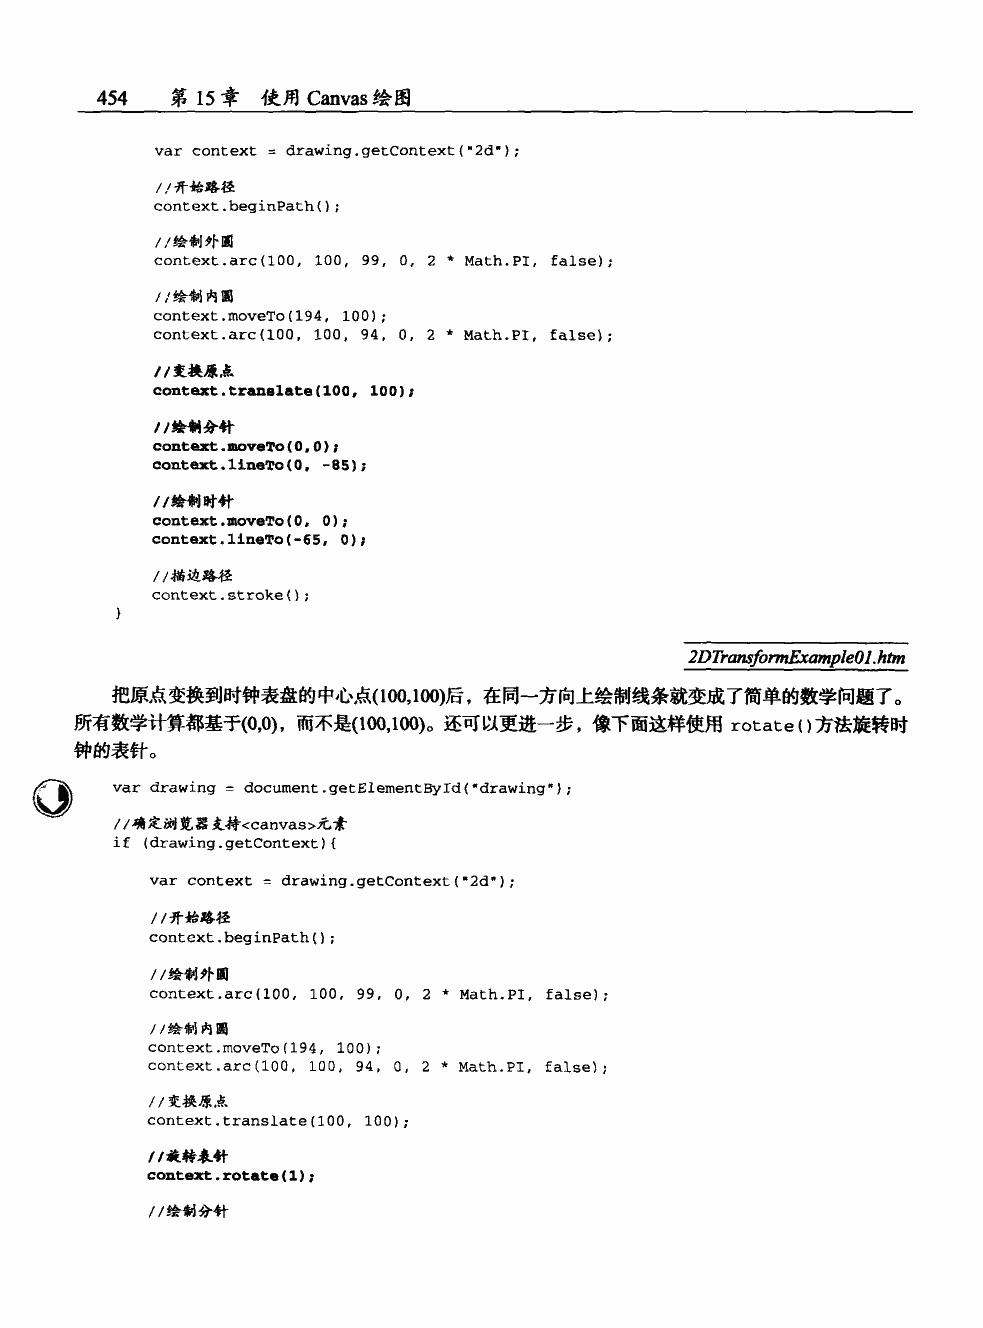 454 第 15 章 使用 Canvas 绘图
var context = drawing.getContext("2d");
//开始路径
context.beginPath();
//绘制外圆
context.arc(100, 100, 99, 0, 2 * Math.PI, false);
//绘制内圆
context.moveTo(194, 100);
context.arc(100, 100, 94, 0, 2 * Math.PI, false);
//变换原点
context.translate(100, 100);
//绘制分针
context.moveTo(0,0);
context.lineTo(0, -85);
//绘制时针
context.moveTo(0, 0);
context.lineTo(-65, 0);
//描边路径
context.stroke();
}
2DTransformExample01.htm
把原点变换到时钟表盘的中心点(100,100)后，在同一方向上绘制线条就变成了简单的数学问题了。
所有数学计算都基于(0,0)，而不是(100,100)。还可以更进一步，像下面这样使用 rotate()方法旋转时
钟的表针。
var drawing = document.getElementById("drawing");
//确定浏览器支持<canvas>元素
if (drawing.getContext){
var context = drawing.getContext("2d");
//开始路径
context.beginPath();
//绘制外圆
context.arc(100, 100, 99, 0, 2 * Math.PI, false);
//绘制内圆
context.moveTo(194, 100);
context.arc(100, 100, 94, 0, 2 * Math.PI, false);
//变换原点
context.translate(100, 100);
//旋转表针
context.rotate(1);
//绘制分针